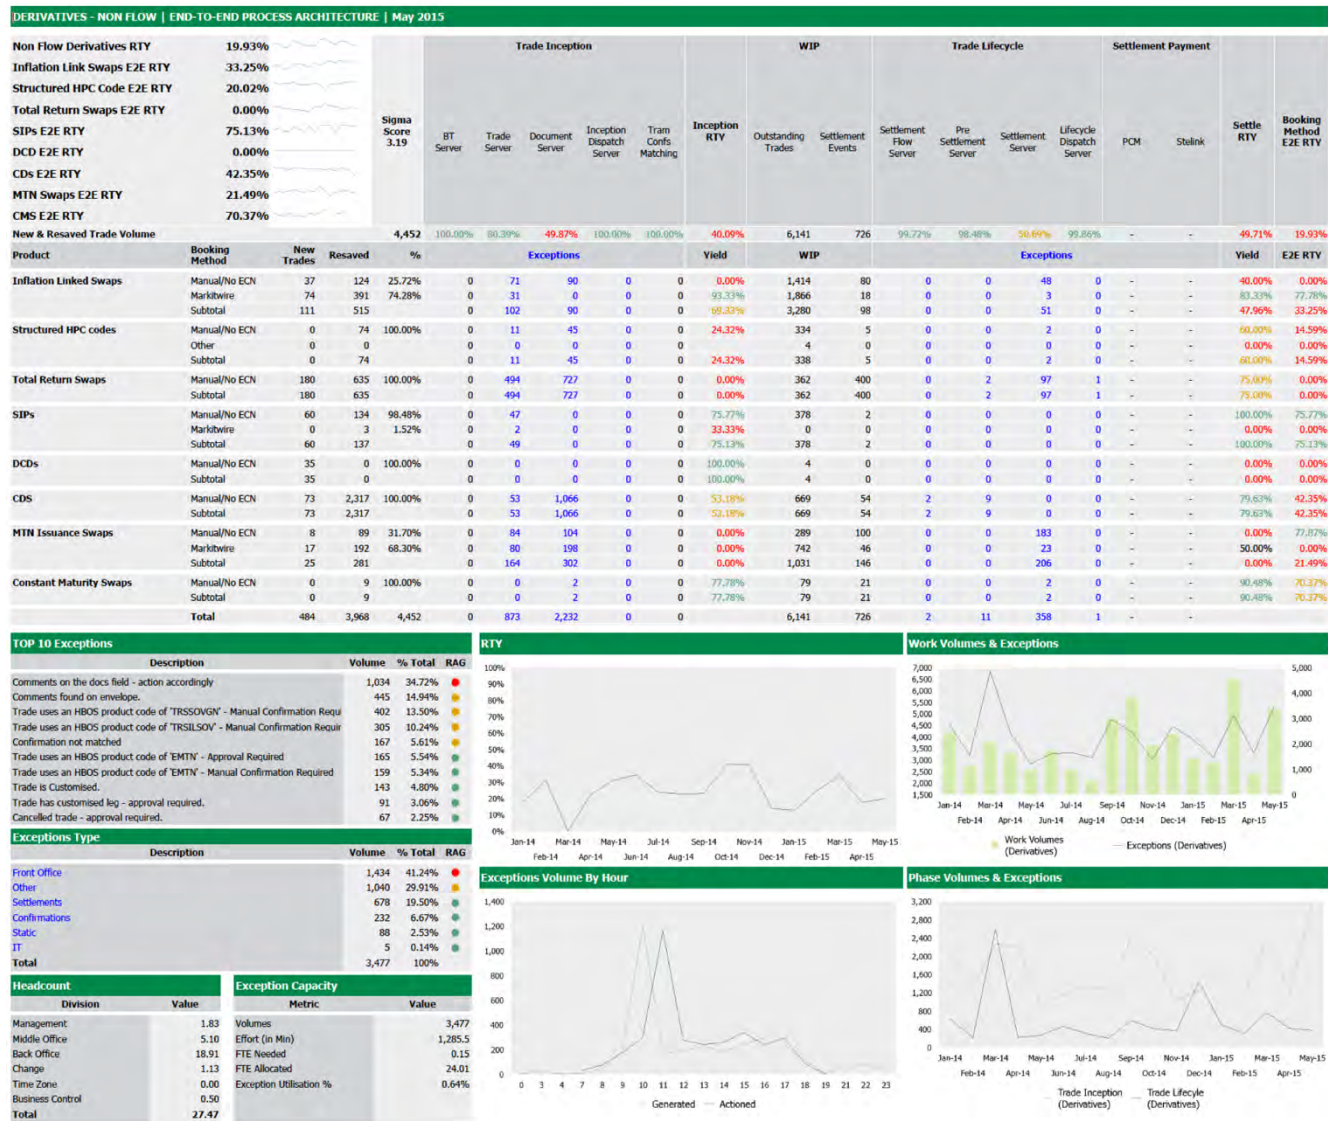 DERIVATIVES - NON FLOW | END-TO-END PROCESS ARCHITECTURE | May 2015
Non Flow Derivatives RTY 19.93%
Inflation Link Swaps E2E RTY 33.25%
Structured HPC Code E2E RTY 20.02%
Total Return Swaps E2E RTY 0.00%
SIPs E2E RTY 75.13%
DCD E2E RTY 0.00%
CDs E2E RTY 42.35%
MTN Swaps E2E RTY 21.49%
CMS E2E RTY 70.37%
Sigma Score 3.19
Trade Inception WIP Trade Lifecycle Settlement Payment
BT Server Trade Server Document Server Inception Dispatch Server Tram Confs Matching Inception RTY Outstanding Trades Settlement Events Settlement Flow Server Pre Settlement Server Settlement Server Lifecycle Dispatch Server PCM Stelink Settle RTY Booking Method E2E RTY
New & Resaved Trade Volume 4,452 100.00% 80.39% 49.87% 100.00% 100.00% 40.09% 6,141 726 99.72% 98.48% 50.69% 99.86% - - 49.71% 19.93%
Product Booking Method New Trades Resaved % Exceptions Yield WIP Exceptions Yield E2E RTY
Inflation Linked Swaps Manual/No ECN 37 124 25.72% 0 71 90 0 0 0.00% 1,414 80 0 0 48 0 - - 40.00% 0.00%
Markitwire 74 391 74.28% 0 31 0 0 0 93.33% 1,866 18 0 0 3 0 - - 83.33% 77.78%
Subtotal 111 515 0 102 90 0 0 69.33% 3,280 98 0 0 51 0 - - 47.96% 33.25%
Structured HPC codes Manual/No ECN 0 74 100.00% 0 11 45 0 0 24.32% 334 5 0 0 2 0 - - 60.00% 14.59%
Other 0 0 0 0 0 0 0 4 0 0 0 0 0 - - 0.00% 0.00%
Subtotal 0 74 0 11 45 0 0 24.32% 338 5 0 0 2 0 - - 60.00% 14.59%
Total Return Swaps Manual/No ECN 180 635 100.00% 0 494 727 0 0 0.00% 362 400 0 2 97 1 - - 75.00% 0.00%
Subtotal 180 635 0 494 727 0 0 0.00% 362 400 0 2 97 1 - - 75.00% 0.00%
SIPs Manual/No ECN 60 134 98.48% 0 47 0 0 0 75.77% 378 2 0 0 0 0 - - 100.00% 75.77%
Markitwire 0 3 1.52% 0 2 0 0 0 33.33% 0 0 0 0 0 0 - - 0.00% 0.00%
Subtotal 60 137 0 49 0 0 0 75.13% 378 2 0 0 0 0 - - 100.00% 75.13%
DCDs Manual/No ECN 35 0 100.00% 0 0 0 0 0 100.00% 4 0 0 0 0 0 - - 0.00% 0.00%
Subtotal 35 0 0 0 0 0 0 100.00% 4 0 0 0 0 0 - - 0.00% 0.00%
CDS Manual/No ECN 73 2,317 100.00% 0 53 1,066 0 0 53.18% 669 54 2 9 0 0 - - 79.63% 42.35%
Subtotal 73 2,317 0 53 1,066 0 0 53.18% 669 54 2 9 0 0 - - 79.63% 42.35%
MTN Issuance Swaps Manual/No ECN 8 89 31.70% 0 84 104 0 0 0.00% 289 100 0 0 183 0 - - 0.00% 77.87%
Markitwire 17 192 68.30% 0 80 198 0 0 0.00% 742 46 0 0 23 0 - - 50.00% 0.00%
Subtotal 25 281 0 164 302 0 0 0.00% 1,031 146 0 0 206 0 - - 0.00% 21.49%
Constant Maturity Swaps Manual/No ECN 0 9 100.00% 0 0 2 0 0 77.78% 79 21 0 0 2 0 - - 90.48% 70.37%
Subtotal 0 9 0 0 2 0 0 77.78% 79 21 0 0 2 0 - - 90.48% 70.37%
Total 484 3,968 4,452 0 873 2,232 0 0 6,141 726 2 11 358 1 - -
TOP 10 Exceptions
Description Volume % Total RAG
Comments on the docs field - action accordingly 1,034 34.72%
Comments found on envelope. 445 14.94%
Trade uses an HBOS product code of 'TRSSOVGN' - Manual Confirmation Requi 402 13.50%
Trade uses an HBOS product code of 'TRSILSOV' - Manual Confirmation Requir 305 10.24%
Confirmation not matched 167 5.61%
Trade uses an HBOS product code of 'EMTN' - Approval Required 165 5.54%
Trade uses an HBOS product code of 'EMTN' - Manual Confirmation Required 159 5.34%
Trade is Customised. 143 4.80%
Trade has customised leg - approval required. 91 3.06%
Cancelled trade - approval required. 67 2.25%
Exceptions Type
Description Volume % Total RAG
Front Office 1,434 41.24%
Other 1,040 29.91%
Settlements 678 19.50%
Confirmations 232 6.67%
Static 88 2.53%
IT 5 0.14%
Total 3,477 100%
Headcount
Division Value
Management 1.83
Middle Office 5.10
Back Office 18.91
Change 1.13
Time Zone 0.00
Business Control 0.50
Total 27.47
Exception Capacity
Metric Value
Volumes 3,477
Effort (in Min) 1,285.5
FTE Needed 0.15
FTE Allocated 24.01
Exception Utilisation % 0.64%
RTY
100%
90%
80%
70%
60%
50%
40%
30%
20%
10%
0%
Jan-14 Mar-14 May-14 Jul-14 Sep-14 Nov-14 Jan-15 Mar-15 May-15
Feb-14 Apr-14 Jun-14 Aug-14 Oct-14 Dec-14 Feb-15 Apr-15
Work Volumes & Exceptions
7,000 5,000
6,500
6,000 4,000
5,500
5,000
4,500 3,000
4,000
3,500 2,000
3,000
2,500 1,000
2,000
1,500 0
Jan-14 Mar-14 May-14 Jul-14 Sep-14 Nov-14 Jan-15 Mar-15 May-15
Feb-14 Apr-14 Jun-14 Aug-14 Oct-14 Dec-14 Feb-15 Apr-15
Work Volumes (Derivatives) Exceptions (Derivatives)
Exceptions Volume By Hour
1,400
1,200
1,000
800
600
400
200
0
0 3 4 7 8 9 10 11 12 13 14 15 16 17 18 19 21 22 23
Generated Actioned
Phase Volumes & Exceptions
3,200
2,800
2,400
2,000
1,600
1,200
800
400
0
Jan-14 Mar-14 May-14 Jul-14 Sep-14 Nov-14 Jan-15 Mar-15 May-15
Feb-14 Apr-14 Jun-14 Aug-14 Oct-14 Dec-14 Feb-15 Apr-15
Trade Inception (Derivatives) Trade Lifecyle (Derivatives)